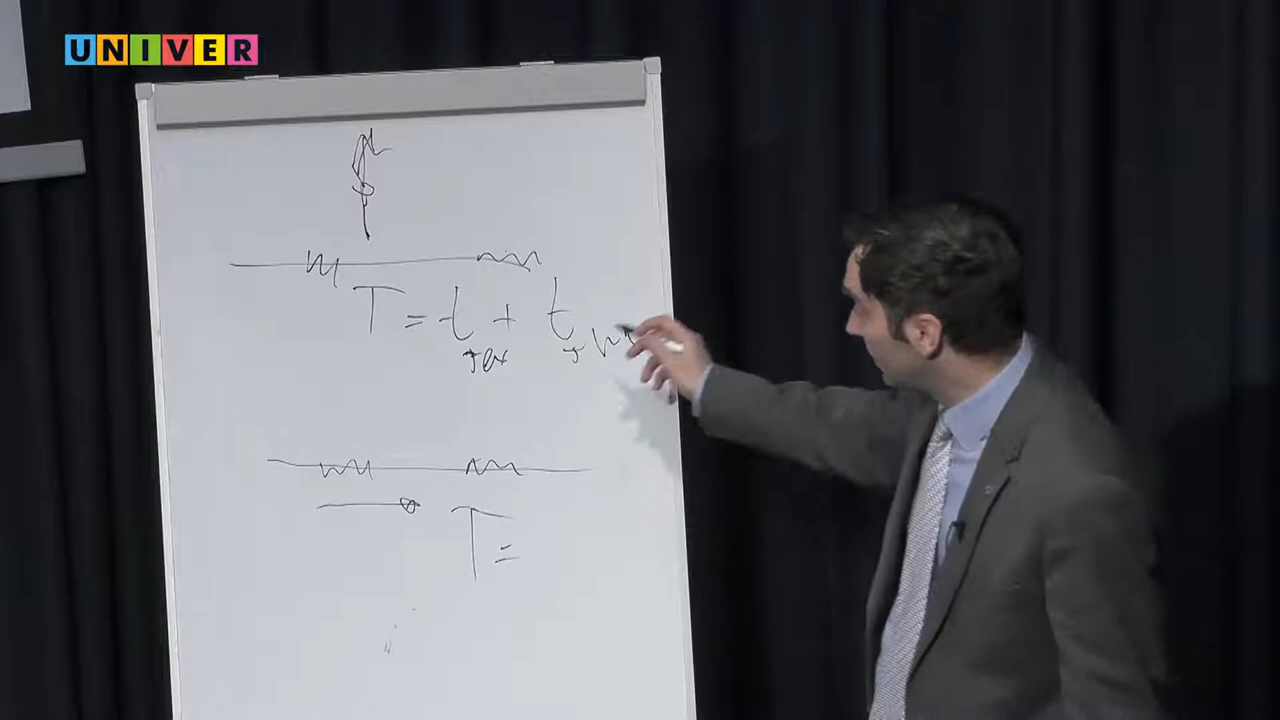 UNIVER
T = t + t
T =